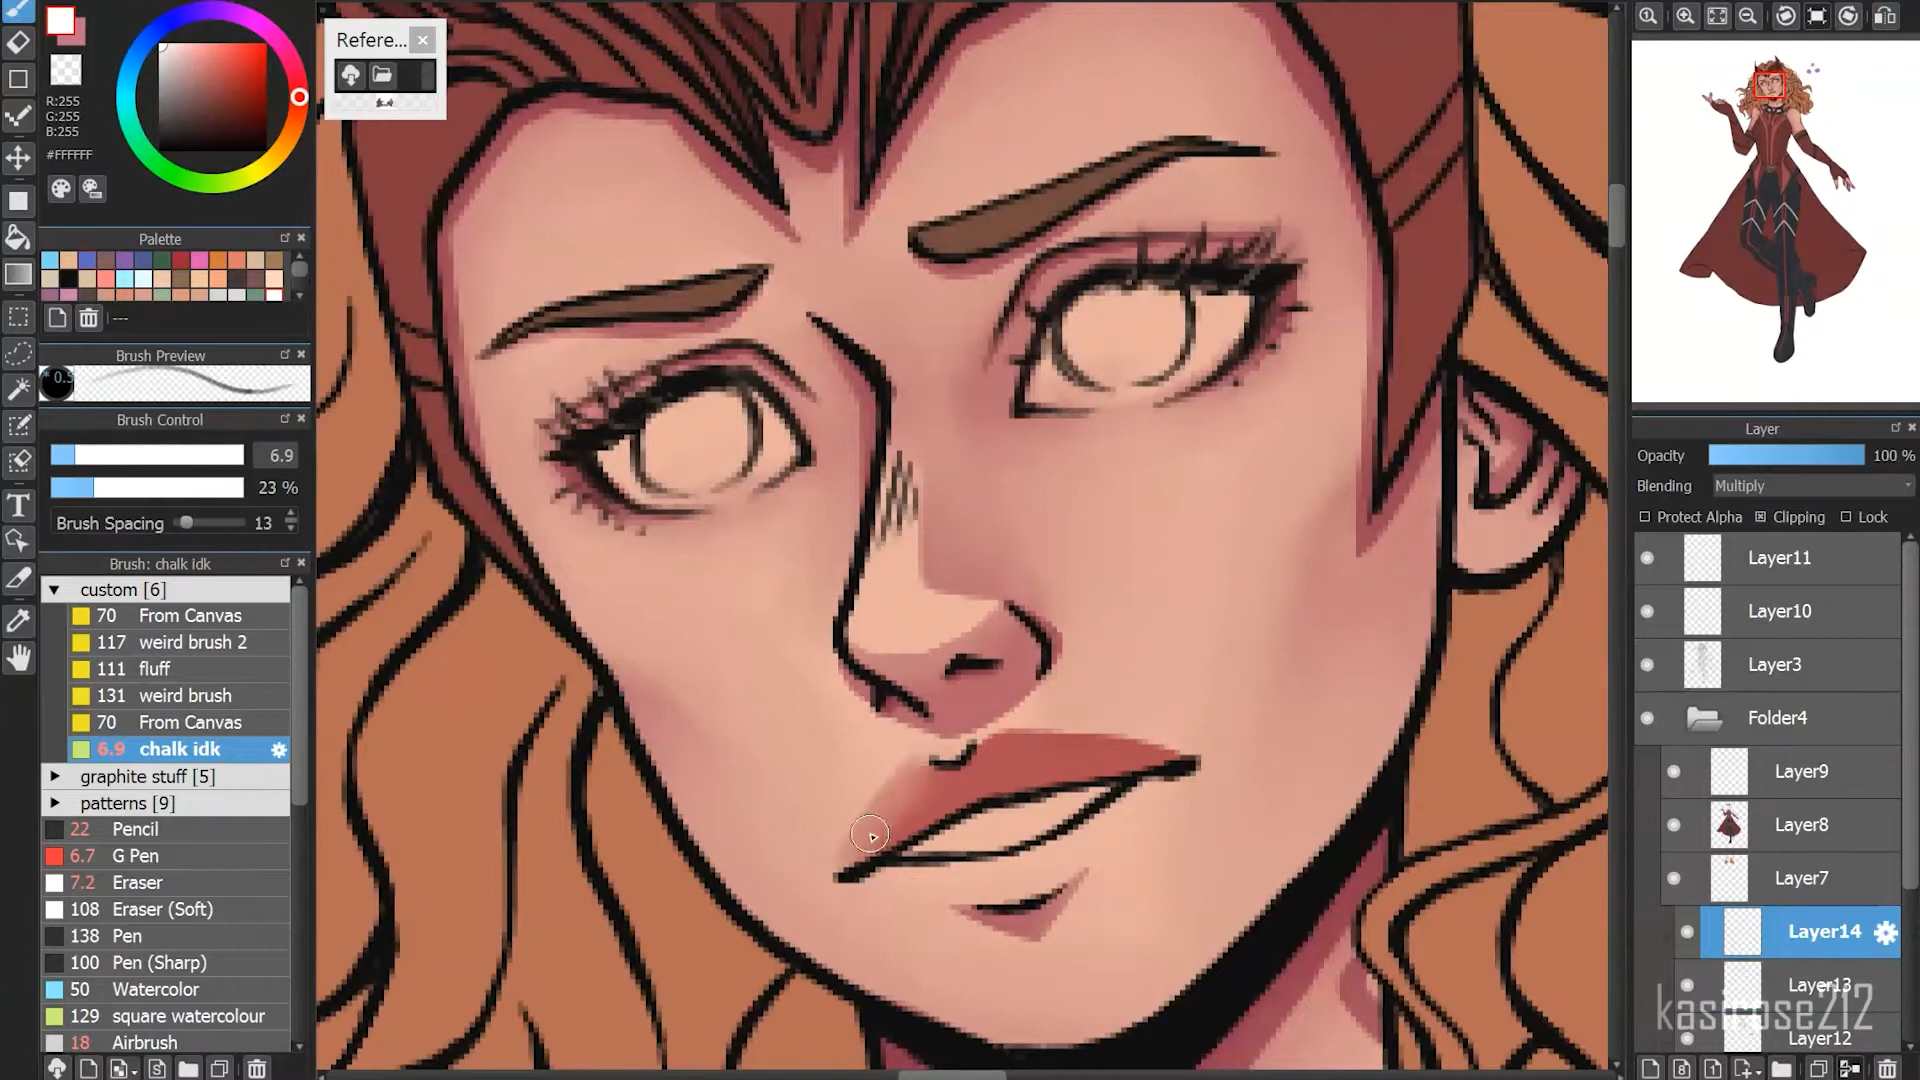 Refere...
R:255
G:255
B:255
#FFFFFF
Palette
---
Brush Preview
* 0.5
Brush Control
6.9
23 %
Brush Spacing 13
Brush: chalk idk
custom [6]
70 From Canvas
117 weird brush 2
111 fluff
131 weird brush
70 From Canvas
6.9 chalk idk
graphite stuff [5]
patterns [9]
22 Pencil
6.7 G Pen
7.2 Eraser
108 Eraser (Soft)
138 Pen
100 Pen (Sharp)
50 Watercolor
129 square watercolour
18 Airbrush
Layer
Opacity 100 %
Blending Multiply
Protect Alpha Clipping Lock
Layer11
Layer10
Layer3
Folder4
Layer9
Layer8
Layer7
Layer14
Layer13
kasirose212
Layer12